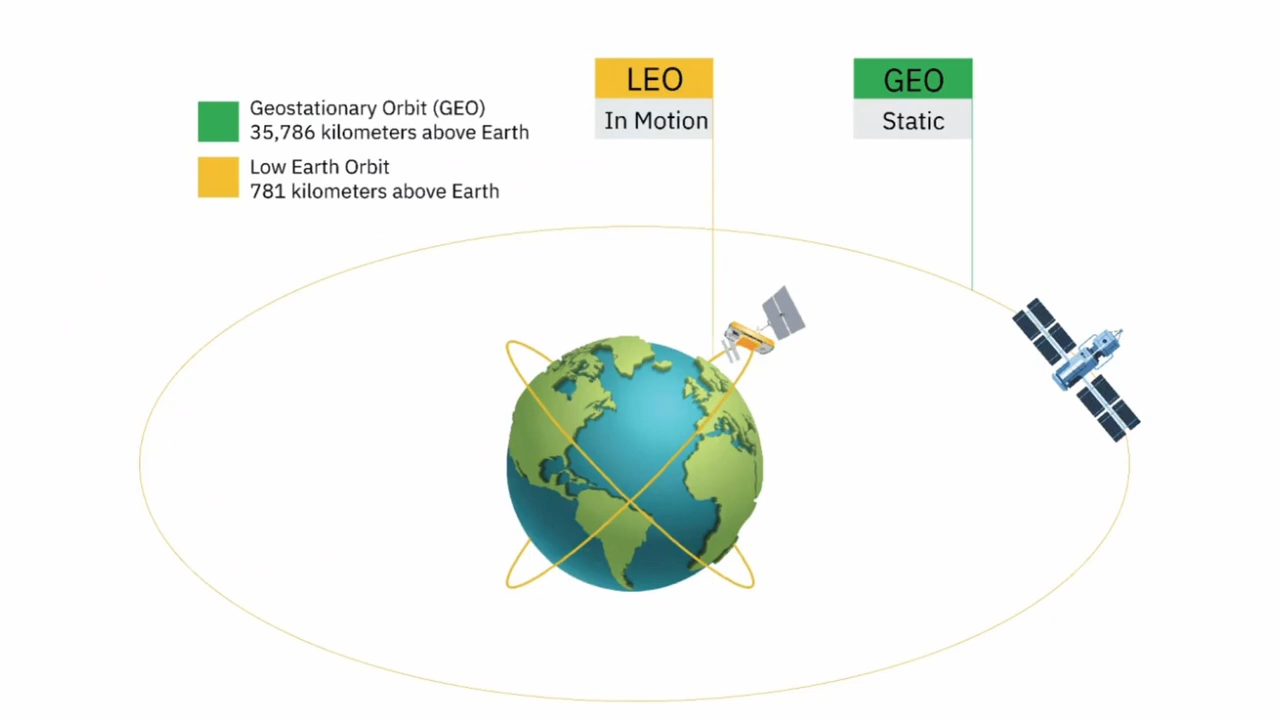 LEO
In Motion
GEO
Static
Geostationary Orbit (GEO)
35,786 kilometers above Earth
Low Earth Orbit
781 kilometers above Earth